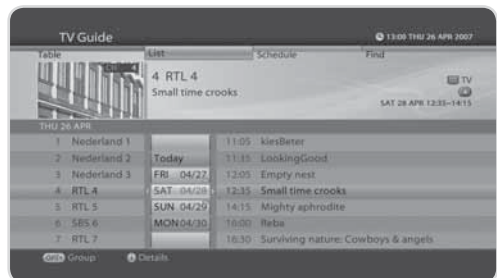 TV Guide
13:00 THU 26 APR 2007
Table List Schedule Find
4 RTL 4
TV
Small time crooks
SAT 28 APR 12:35~14:15
THU 26 APR
1 Nederland 1 11:05 kiesBeter
2 Nederland 2 Today 11:35 LookingGood
3 Nederland 3 FRI 04/27 12:05 Empty nest
4 RTL 4 SAT 04/28 12:35 Small time crooks
5 RTL 5 SUN 04/29 14:15 Mighty aphrodite
6 SBS 6 MON 04/30 16:00 Reba
7 RTL 7 16:30 Surviving nature: Cowboys & angels
Group Details